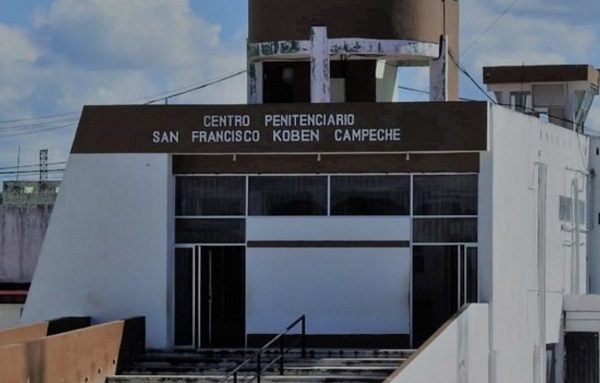 CENTRO PENITENCIARIO
SAN FRANCISCO KOBEN CAMPECHE